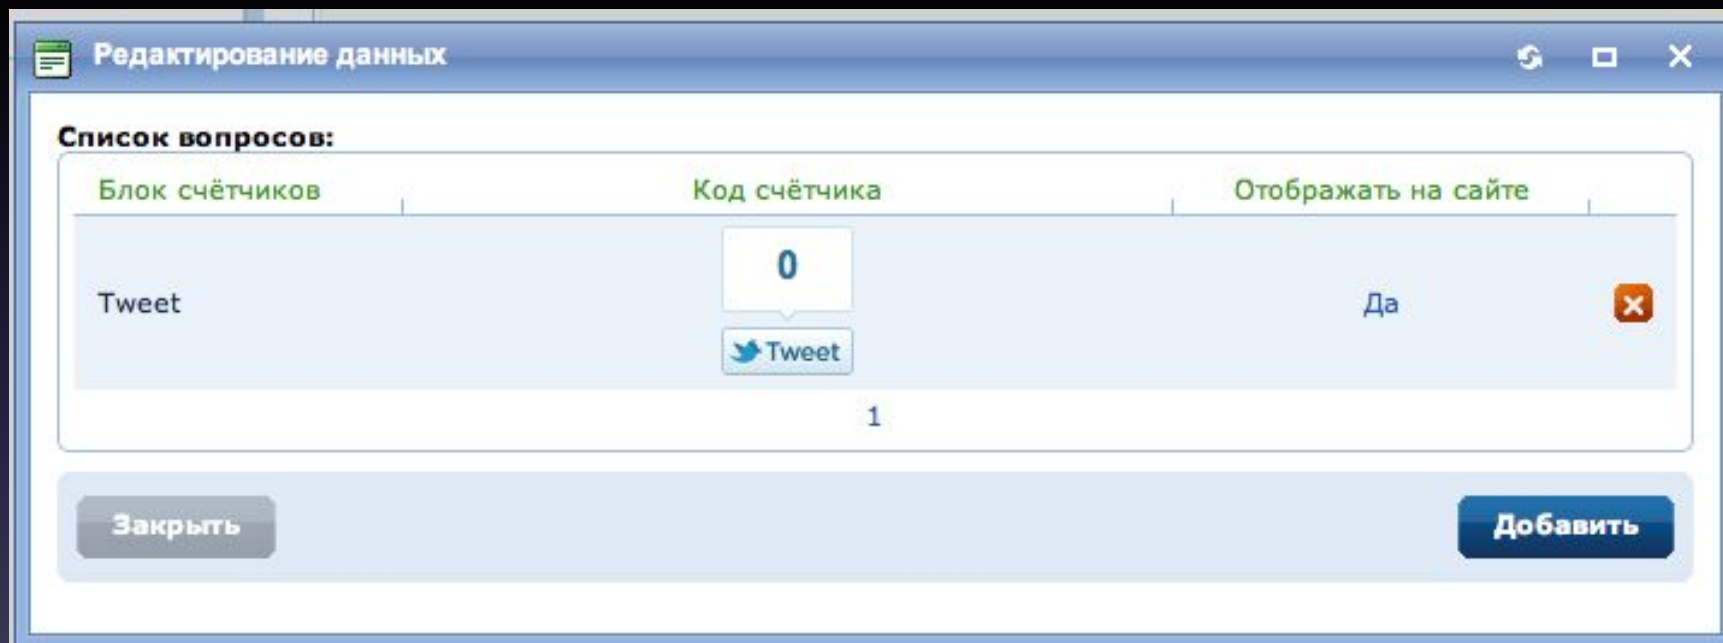 Редактирование данных
Список вопросов:
Блок счётчиков Код счётчика Отображать на сайте
0
Tweet Да
Tweet
1
Закрыть Добавить